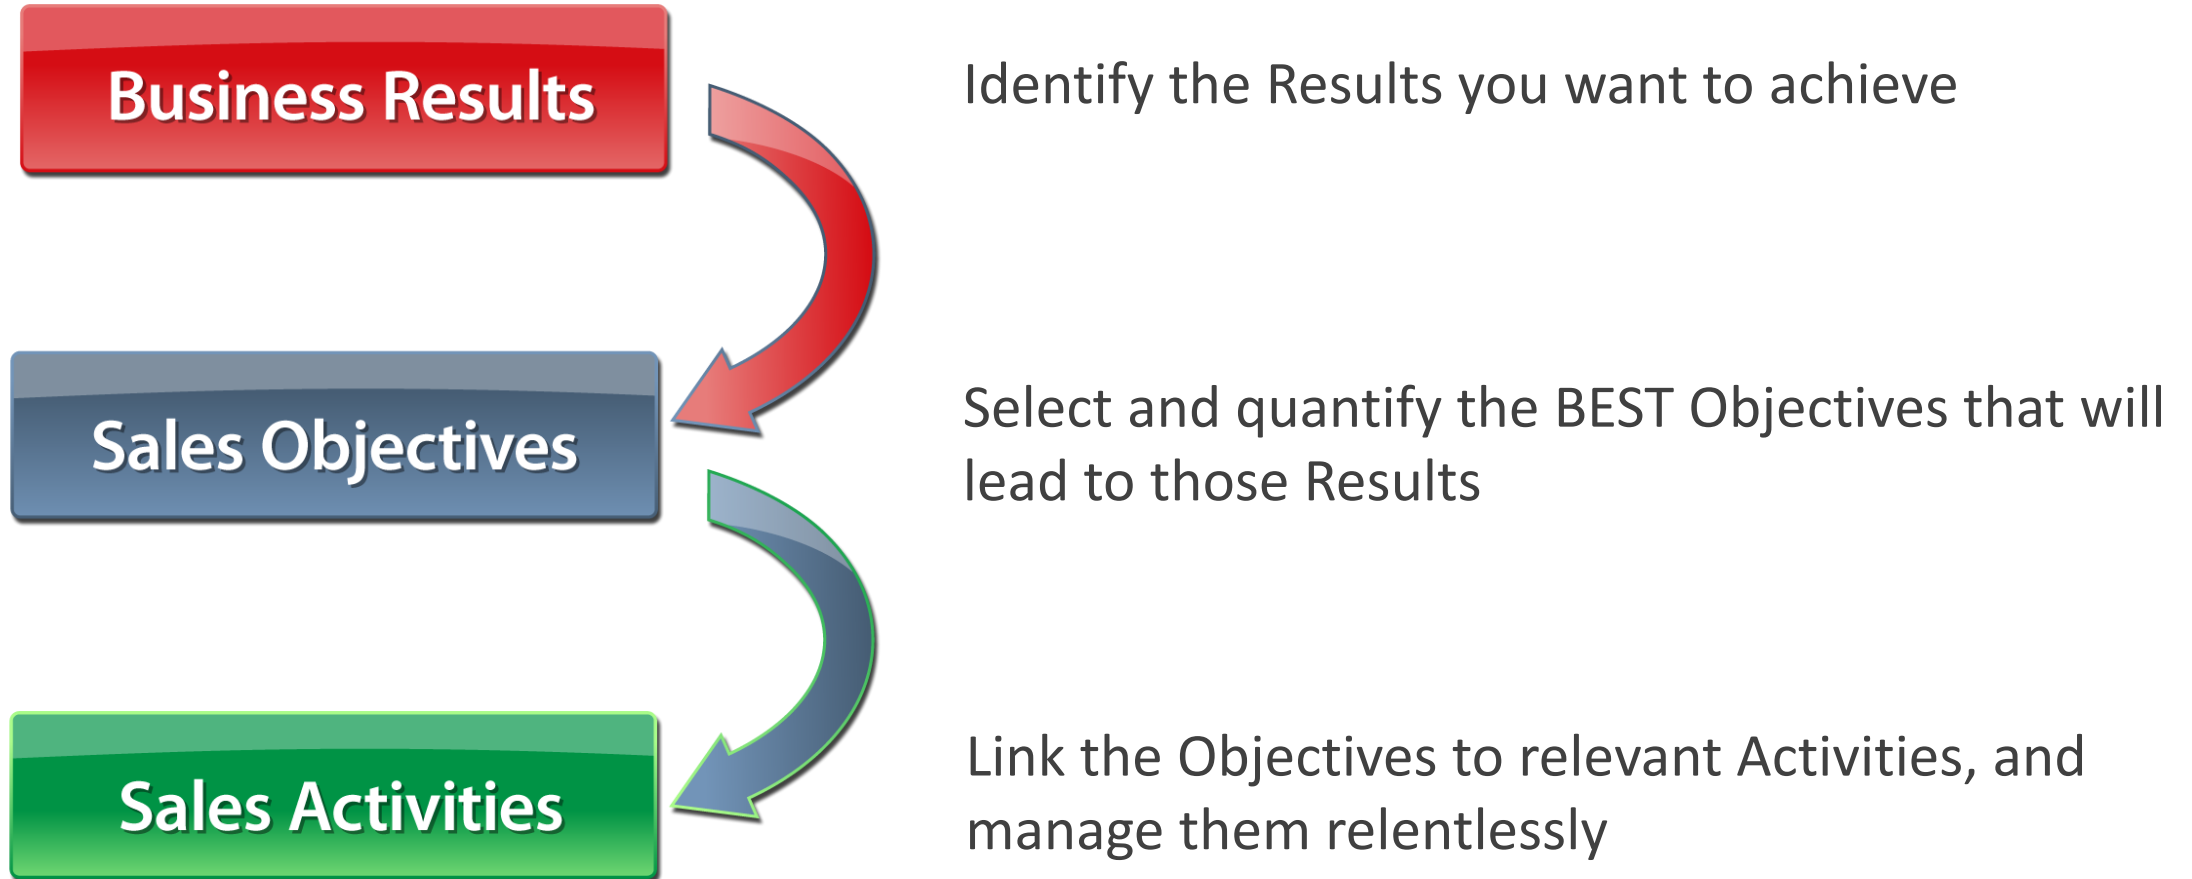 Business Results
Identify the Results you want to achieve
Sales Objectives
Select and quantify the BEST Objectives that will
lead to those Results
Sales Activities
Link the Objectives to relevant Activities, and
manage them relentlessly